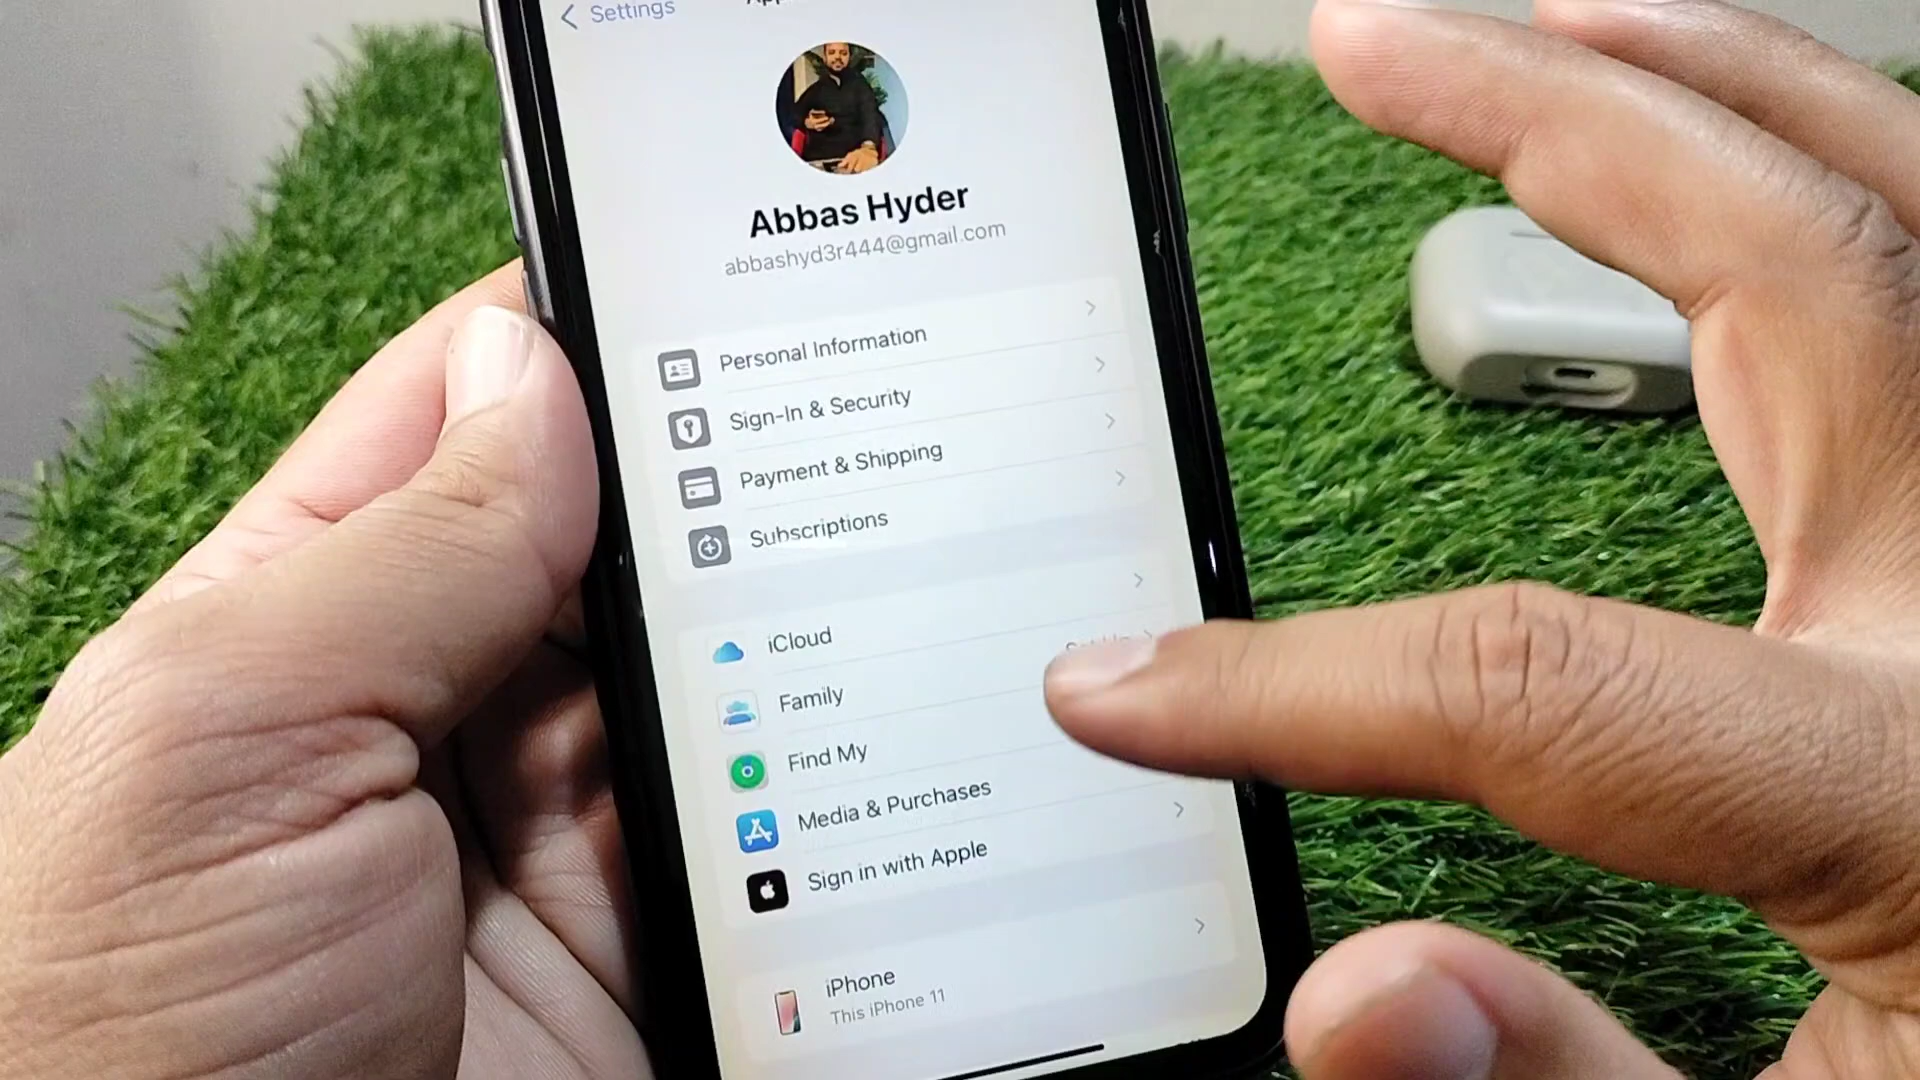 Settings
Abbas Hyder
abbashyd3r444@gmail.com
Personal Information
Sign-In & Security
Payment & Shipping
Subscriptions
iCloud
Family
Find My
Media & Purchases
Sign in with Apple
iPhone
This iPhone 11